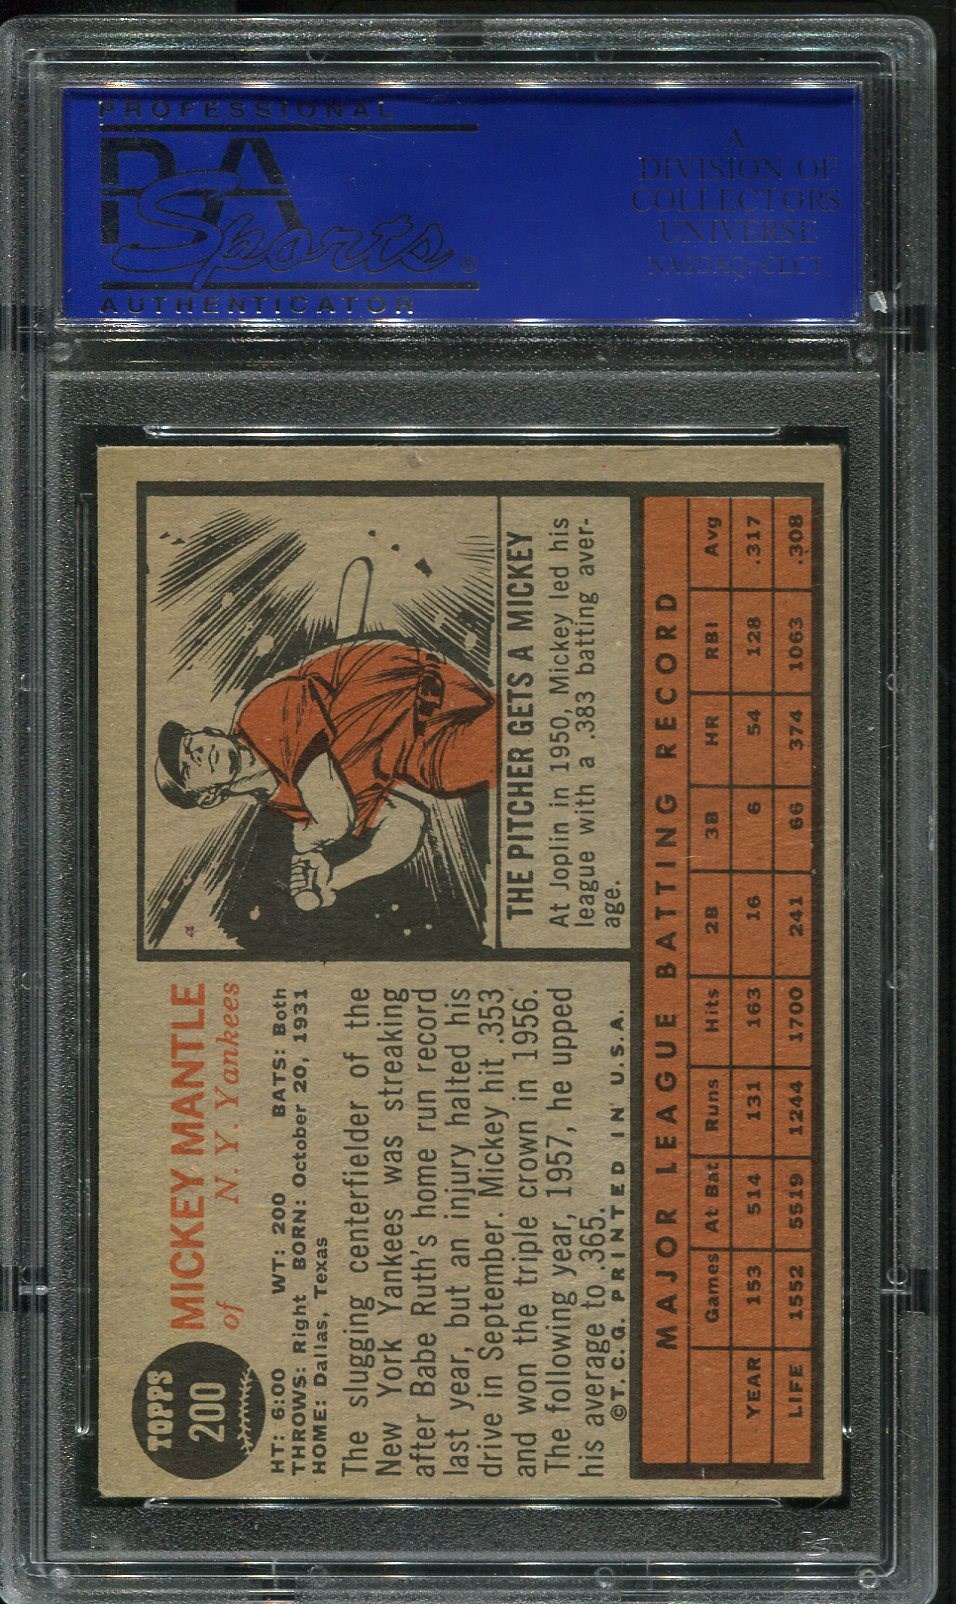 PROFESSIONAL
PSA
Sports®
AUTHENTICATOR
A
DIVISION OF
COLLECTORS
UNIVERSE
NASDAQ: CLCT
TOPPS
200
MICKEY MANTLE
of N. Y. Yankees
HT: 6:00 WT: 200 BATS: Both
THROWS: Right BORN: October 20, 1931
HOME: Dallas, Texas
The slugging centerfielder of the
New York Yankees was streaking
after Babe Ruth's home run record
last year, but an injury halted his
drive in September. Mickey hit .353
and won the triple crown in 1956.
The following year, 1957, he upped
his average to .365.
©T. C. G. PRINTED IN U.S.A.
4
THE PITCHER GETS A MICKEY
At Joplin in 1950, Mickey led his
league with a .383 batting aver-
age.
MAJOR LEAGUE BATTING RECORD
Games At Bat Runs Hits 2B 3B HR RBI Avg
YEAR 153 514 131 163 16 6 54 128 .317
LIFE 1552 5519 1244 1700 241 66 374 1063 .308